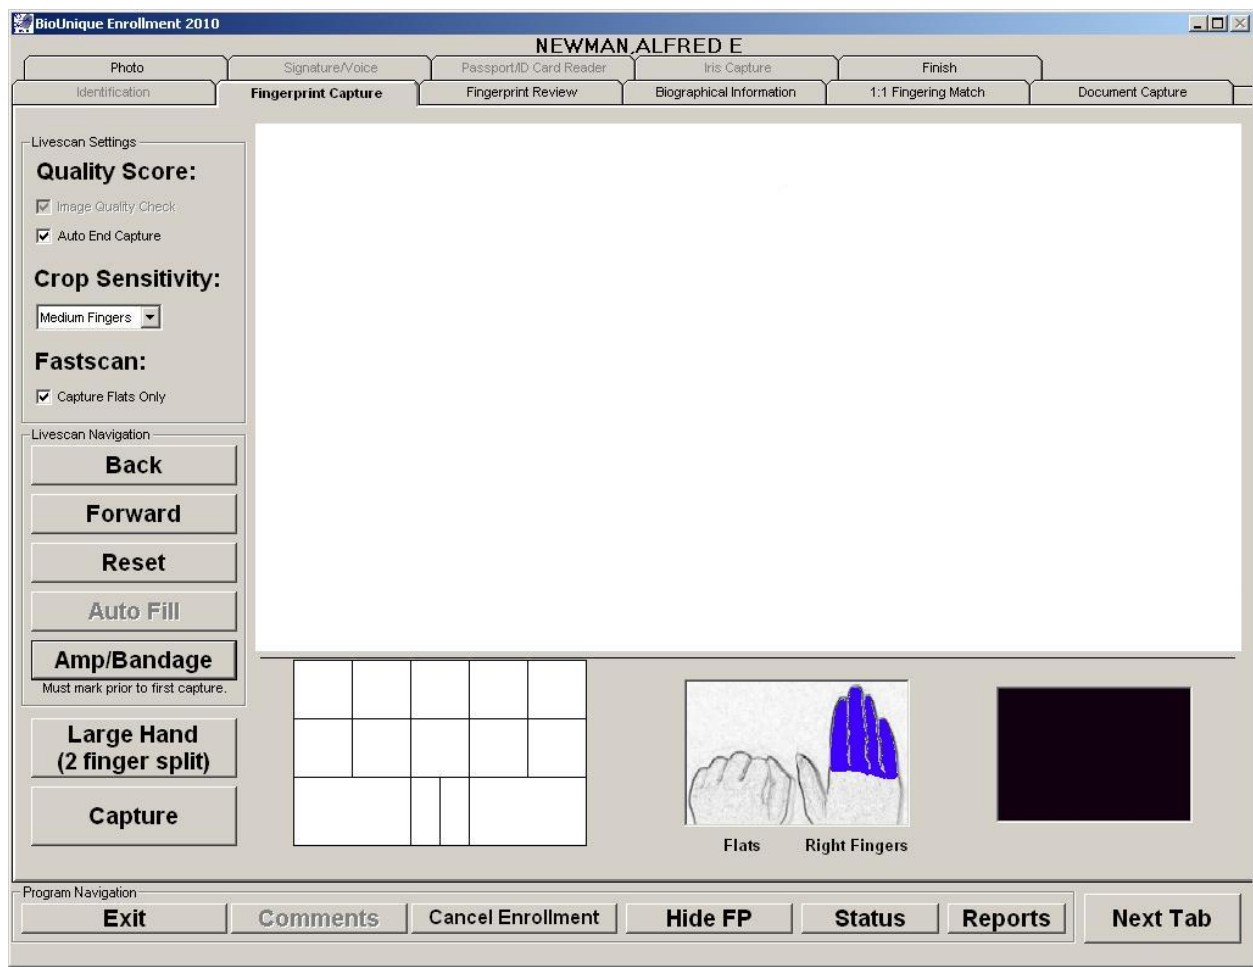 BioUnique Enrollment 2010
NEWMAN,ALFRED E
Photo
Signature/Voice
Passport/ID Card Reader
Iris Capture
Finish
Identification
Fingerprint Capture
Fingerprint Review
Biographical Information
1:1 Fingering Match
Document Capture
Livescan Settings
Quality Score:
Image Quality Check
Auto End Capture
Crop Sensitivity:
Medium Fingers
Fastscan:
Capture Flats Only
Livescan Navigation
Back
Forward
Reset
Auto Fill
Amp/Bandage
Must mark prior to first capture.
Large Hand
(2 finger split)
Capture
Flats
Right Fingers
Program Navigation
Exit
Comments
Cancel Enrollment
Hide FP
Status
Reports
Next Tab